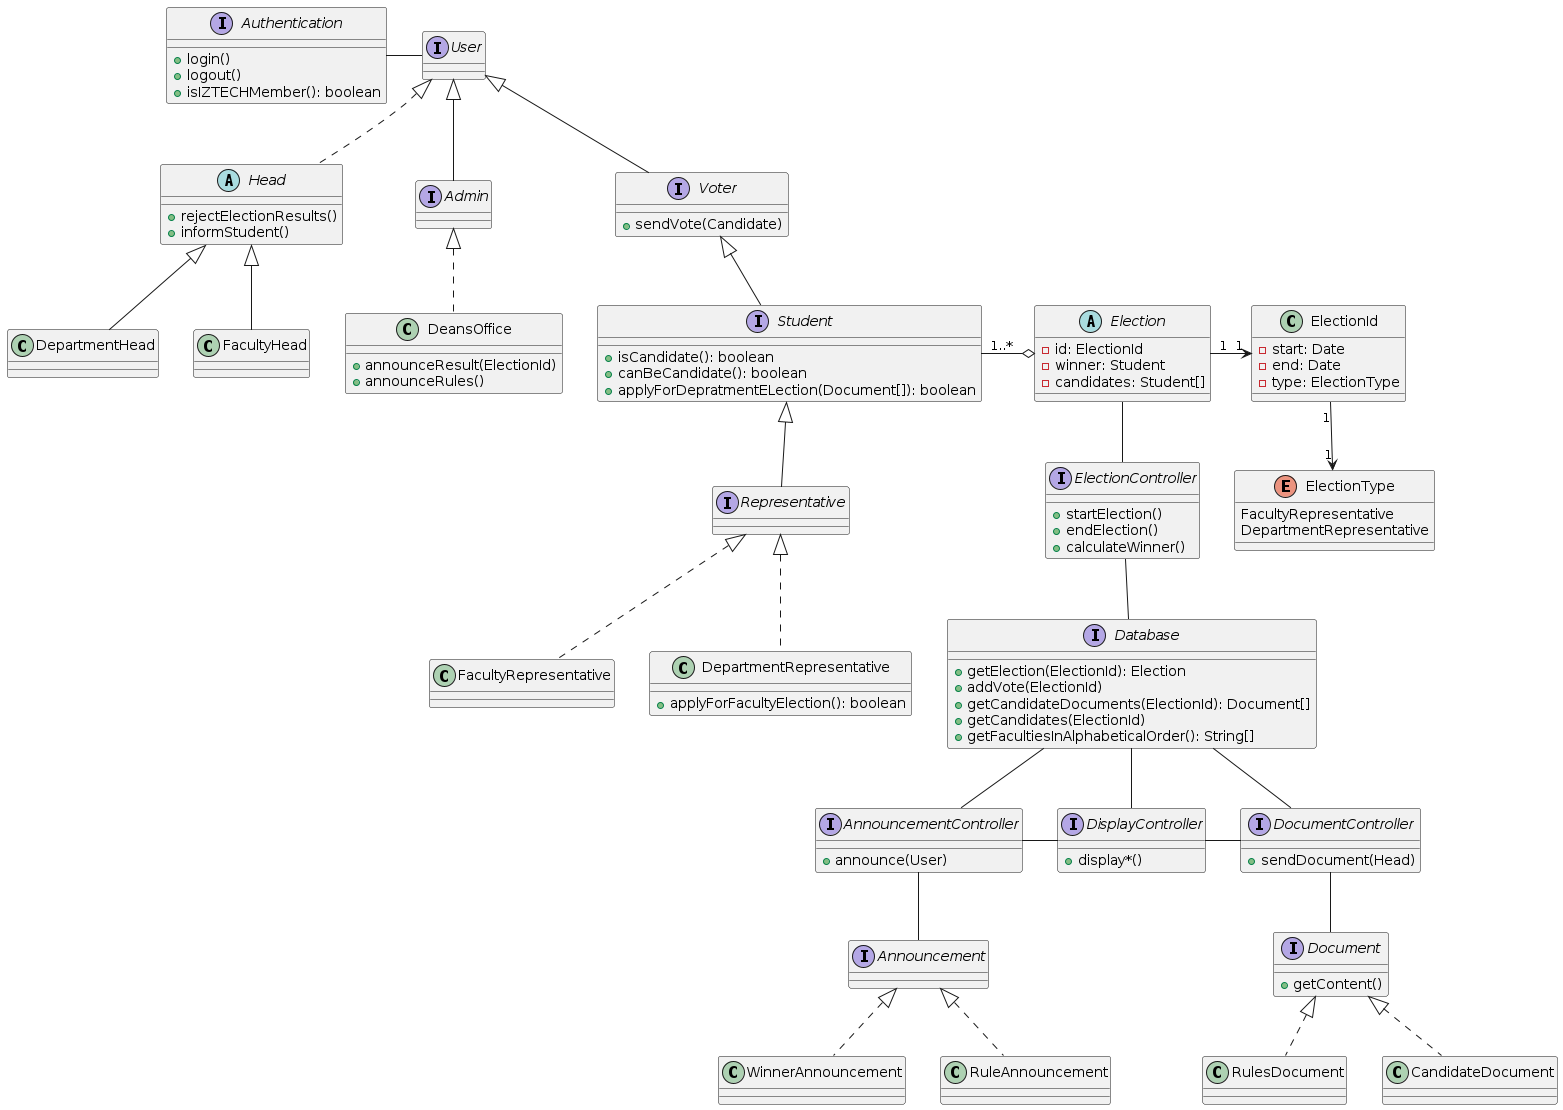 Authentication
login()
logout()
isIZTECHMember(): boolean
User
Head
rejectElectionResults()
informStudent()
Admin
Voter
sendVote(Candidate)
DepartmentHead
FacultyHead
DeansOffice
announceResult(ElectionId)
announceRules()
Student
isCandidate(): boolean
canBeCandidate(): boolean
applyForDepratmentELection(Document[]): boolean
1..*
Election
id: ElectionId
winner: Student
candidates: Student[]
1 1
ElectionId
start: Date
end: Date
type: ElectionType
1
1
Representative
ElectionController
startElection()
endElection()
calculateWinner()
ElectionType
FacultyRepresentative
DepartmentRepresentative
FacultyRepresentative
DepartmentRepresentative
applyForFacultyElection(): boolean
Database
getElection(ElectionId): Election
addVote(ElectionId)
getCandidateDocuments(ElectionId): Document[]
getCandidates(ElectionId)
getFacultiesInAlphabeticalOrder(): String[]
AnnouncementController
announce(User)
DisplayController
display*()
DocumentController
sendDocument(Head)
Announcement
Document
getContent()
WinnerAnnouncement
RuleAnnouncement
RulesDocument
CandidateDocument